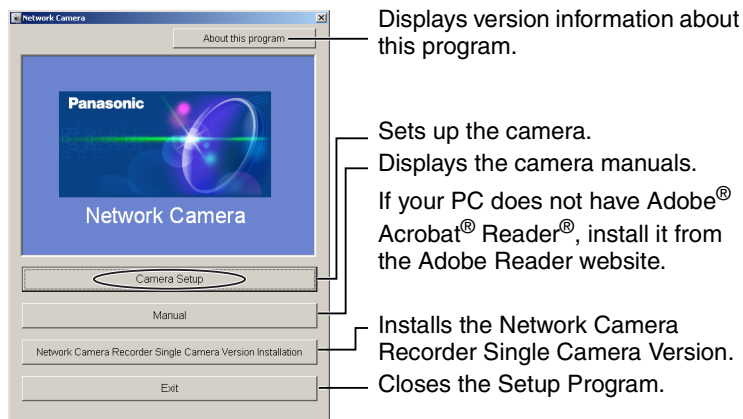 Network Camera
About this program
Panasonic
Network Camera
Camera Setup
Manual
Network Camera Recorder Single Camera Version Installation
Exit
Displays version information about
this program.
Sets up the camera.
Displays the camera manuals.
If your PC does not have Adobe®
Acrobat® Reader®, install it from
the Adobe Reader website.
Installs the Network Camera
Recorder Single Camera Version.
Closes the Setup Program.